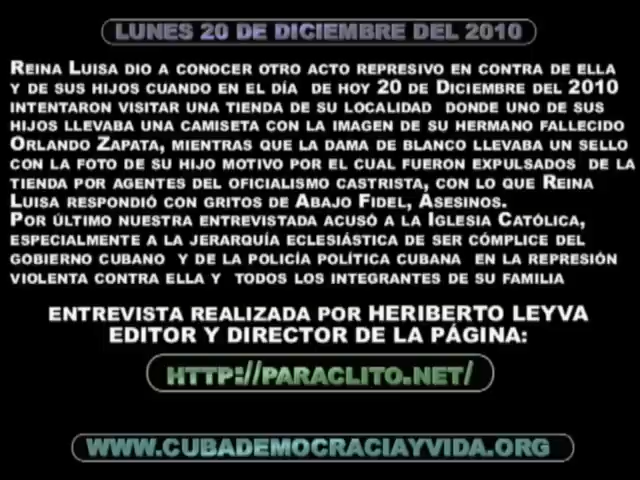 LUNES 20 DE DICIEMBRE DEL 2010
REINA LUISA DIO A CONOCER OTRO ACTO REPRESIVO EN CONTRA DE ELLA
Y DE SUS HIJOS CUANDO EN EL DÍA DE HOY 20 DE DICIEMBRE DEL 2010
INTENTARON VISITAR UNA TIENDA DE SU LOCALIDAD DONDE UNO DE SUS
HIJOS LLEVABA UNA CAMISETA CON LA IMAGEN DE SU HERMANO FALLECIDO
ORLANDO ZAPATA, MIENTRAS QUE LA DAMA DE BLANCO LLEVABA UN SELLO
CON LA FOTO DE SU HIJO MOTIVO POR EL CUAL FUERON EXPULSADOS DE LA
TIENDA POR AGENTES DEL OFICIALISMO CASTRISTA, CON LO QUE REINA
LUISA RESPONDIÓ CON GRITOS DE ABAJO FIDEL, ASESINOS.
POR ÚLTIMO NUESTRA ENTREVISTADA ACUSÓ A LA IGLESIA CATÓLICA,
ESPECIALMENTE A LA JERARQUÍA ECLESIÁSTICA DE SER CÓMPLICE DEL
GOBIERNO CUBANO Y DE LA POLICÍA POLÍTICA CUBANA EN LA REPRESIÓN
VIOLENTA CONTRA ELLA Y TODOS LOS INTEGRANTES DE SU FAMILIA
ENTREVISTA REALIZADA POR HERIBERTO LEYVA
EDITOR Y DIRECTOR DE LA PÁGINA:
HTTP://PARACLITO.NET/
WWW.CUBADEMOCRACIAYVIDA.ORG